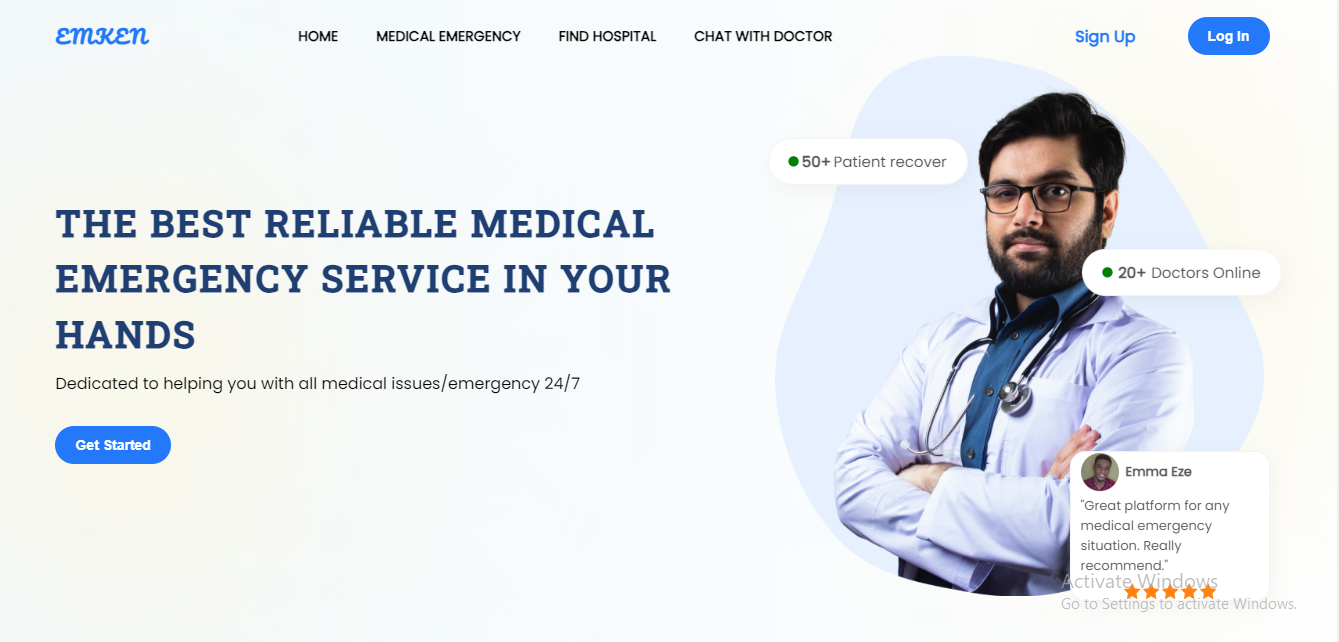 EMKEN
HOME
MEDICAL EMERGENCY
FIND HOSPITAL
CHAT WITH DOCTOR
Sign Up
Log In
50+ Patient recover
THE BEST RELIABLE MEDICAL
EMERGENCY SERVICE IN YOUR
HANDS
20+ Doctors Online
Dedicated to helping you with all medical issues/emergency 24/7
Get Started
Emma Eze
"Great platform for any
medical emergency
situation. Really
recommend."
Activate Windows
Go to Settings to activate Windows.